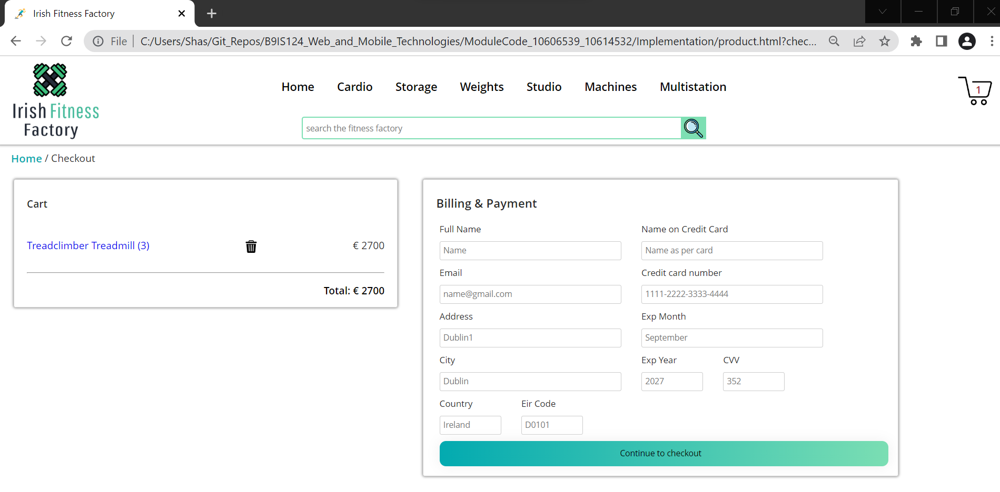 Irish Fitness Factory
File C:/Users/Shas/Git_Repos/B9IS124_Web_and_Mobile_Technologies/ModuleCode_10606539_10614532/Implementation/product.html?chec...
Irish Fitness
Factory
Home Cardio Storage Weights Studio Machines Multistation
1
search the fitness factory
Home / Checkout
Cart
Treadclimber Treadmill (3) € 2700
Total: € 2700
Billing & Payment
Full Name Name on Credit Card
Name Name as per card
Email Credit card number
name@gmail.com 1111-2222-3333-4444
Address Exp Month
Dublin1 September
City Exp Year CVV
Dublin 2027 352
Country Eir Code
Ireland D0101
Continue to checkout